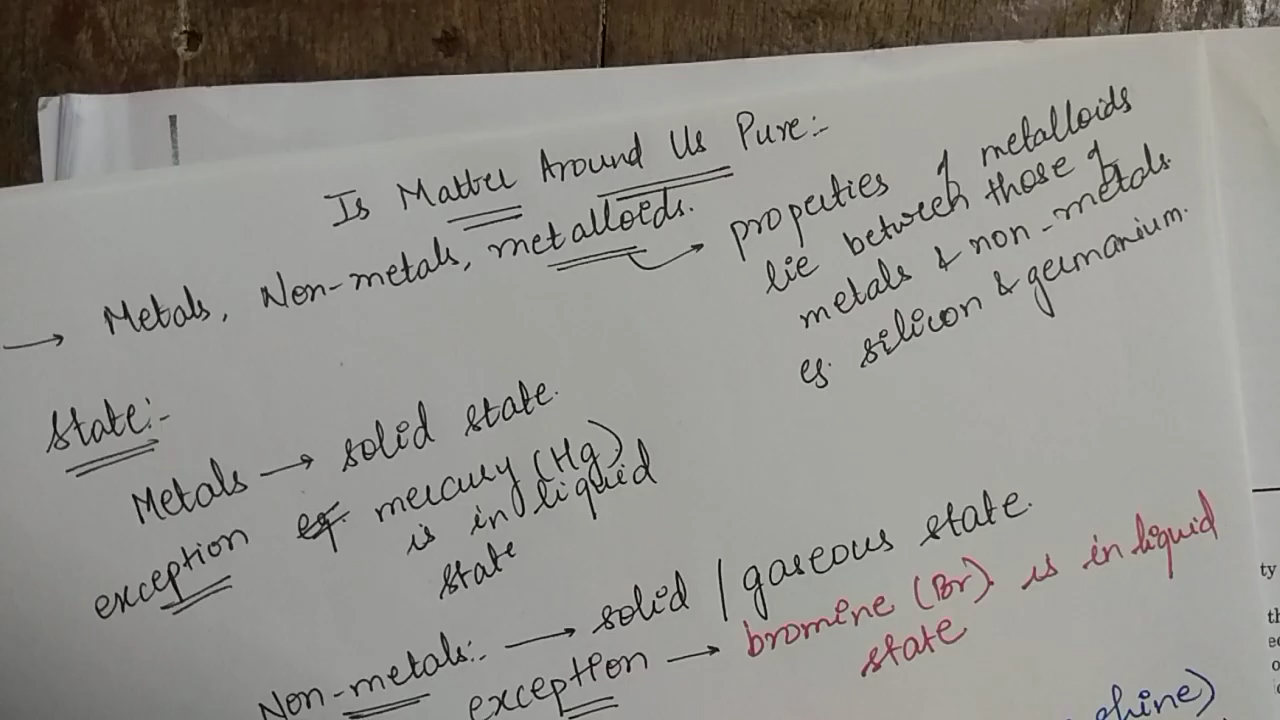 Is Matter Around Us Pure:-
→ Metals, Non-metals, metalloids. → properties of metalloids
lie between those of
metals & non-metals.
eg. silicon & germanium.
State:-
Metals → solid state.
exception eg. mercury (Hg)
is in liquid
state
Non-metals:- → solid / gaseous state.
exception → bromine (Br) is in liquid
state
ty